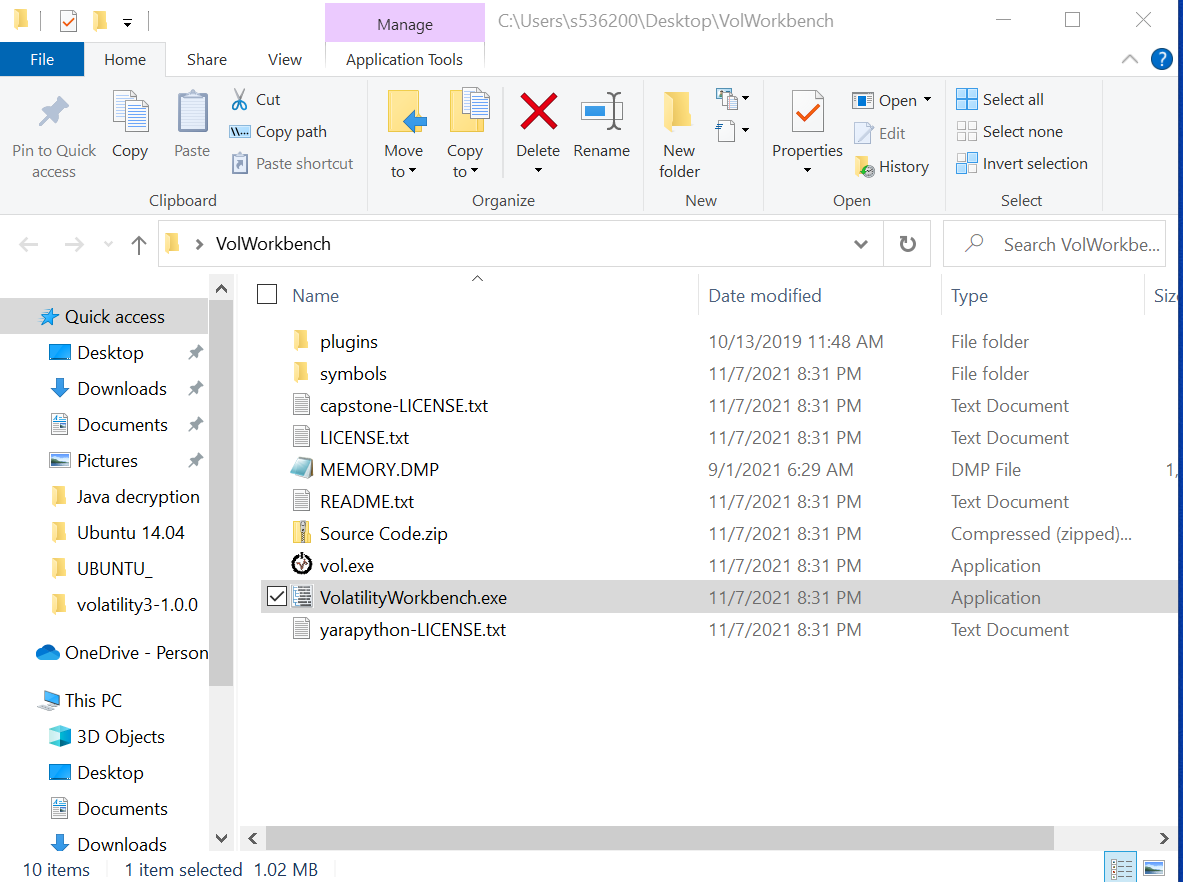 Manage
C:\Users\s536200\Desktop\VolWorkbench
File
Home
Share
View
Application Tools
Pin to Quick access
Copy
Paste
Cut
Copy path
Paste shortcut
Clipboard
Move to
Copy to
Delete
Rename
Organize
New folder
New
Properties
Open
Edit
History
Open
Select all
Select none
Invert selection
Select
VolWorkbench
Search VolWorkbe...
Quick access
Desktop
Downloads
Documents
Pictures
Java decryption
Ubuntu 14.04
UBUNTU_
volatility3-1.0.0
OneDrive - Person
This PC
3D Objects
Desktop
Documents
Downloads
Name Date modified Type Siz
plugins 10/13/2019 11:48 AM File folder
symbols 11/7/2021 8:31 PM File folder
capstone-LICENSE.txt 11/7/2021 8:31 PM Text Document
LICENSE.txt 11/7/2021 8:31 PM Text Document
MEMORY.DMP 9/1/2021 6:29 AM DMP File 1,
README.txt 11/7/2021 8:31 PM Text Document
Source Code.zip 11/7/2021 8:31 PM Compressed (zipped)...
vol.exe 11/7/2021 8:31 PM Application
VolatilityWorkbench.exe 11/7/2021 8:31 PM Application
yarapython-LICENSE.txt 11/7/2021 8:31 PM Text Document
10 items 1 item selected 1.02 MB